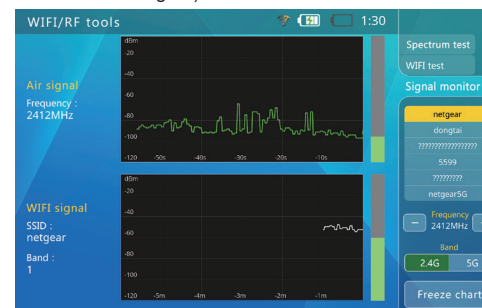 WIFI/RF tools
1:30
dBm
-20
-40
-60
-80
-100
-120 -50s -40s -30s -20s -10s
Air signal
Frequency :
2412MHz
dBm
-20
-40
-60
-80
-100
-120 -5m -4m -3m -2m -1m
WIFI signal
SSID :
netgear
Band :
1
Spectrum test
WIFI test
Signal monitor
netgear
dongtai
??????????????????
5599
?????????
netgear5G
Frequency
2412MHz
Band
2.4G 5G
Freeze chart